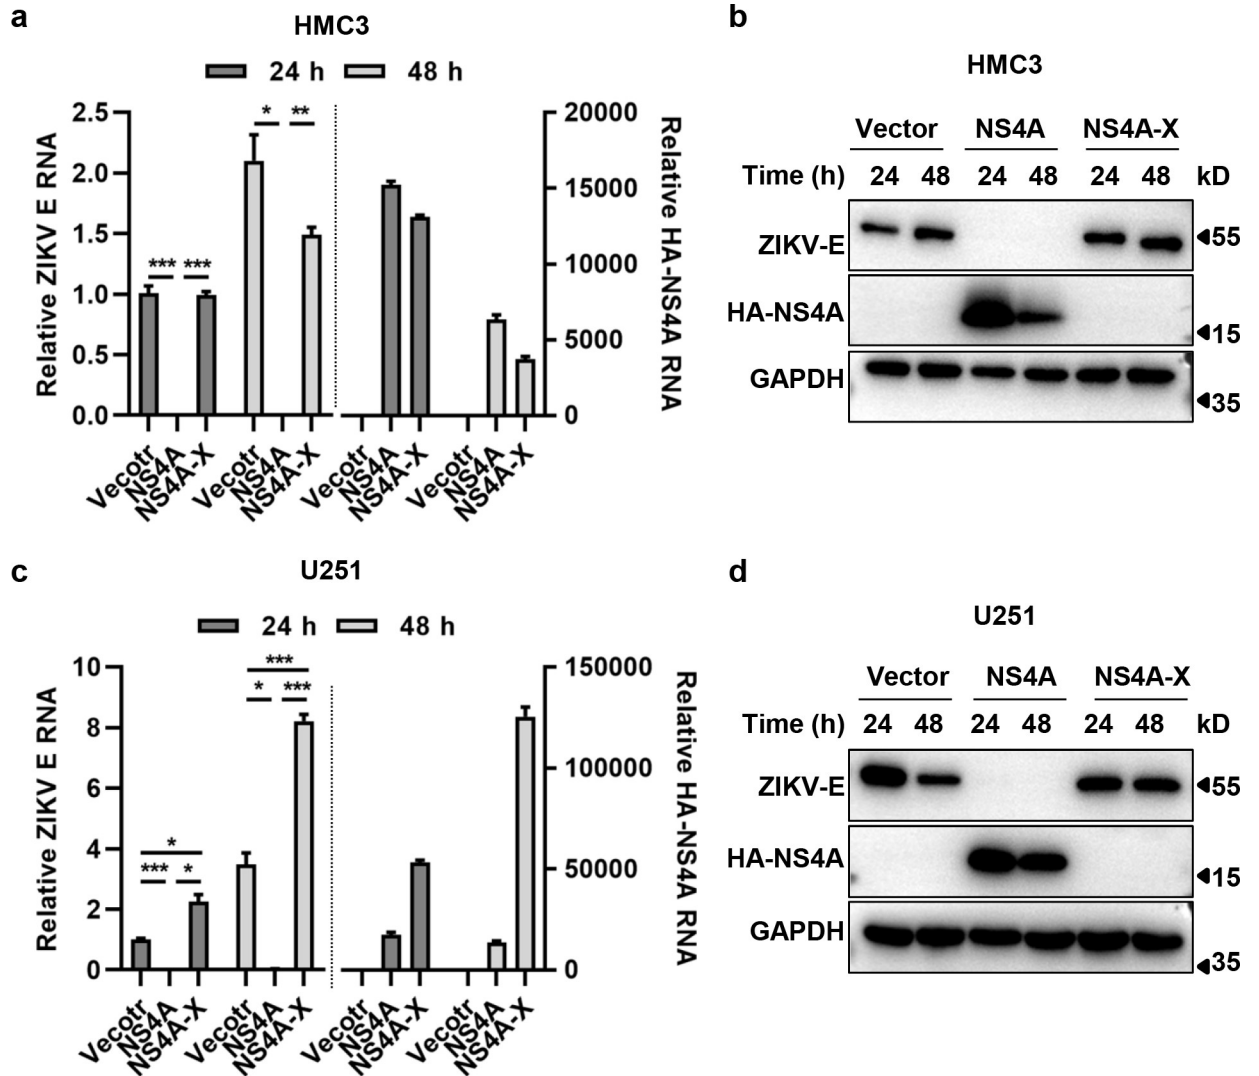 a
HMC3
24 h 48 h
Relative ZIKV E RNA
2.5
2.0
1.5
1.0
0.5
0.0
*** *** * **
20000
15000
10000
5000
0
Relative HA-NS4A RNA
Vecotr NS4A NS4A-X Vecotr NS4A NS4A-X Vecotr NS4A NS4A-X Vecotr NS4A NS4A-X
b
HMC3
Vector NS4A NS4A-X
Time (h) 24 48 24 48 24 48 kD
ZIKV-E 55
HA-NS4A 15
GAPDH 35
c
U251
24 h 48 h
Relative ZIKV E RNA
10
8
6
4
2
0
***
* ***
*
*** *
150000
100000
50000
0
Relative HA-NS4A RNA
Vecotr NS4A NS4A-X Vecotr NS4A NS4A-X Vecotr NS4A NS4A-X Vecotr NS4A NS4A-X
d
U251
Vector NS4A NS4A-X
Time (h) 24 48 24 48 24 48 kD
ZIKV-E 55
HA-NS4A 15
GAPDH 35